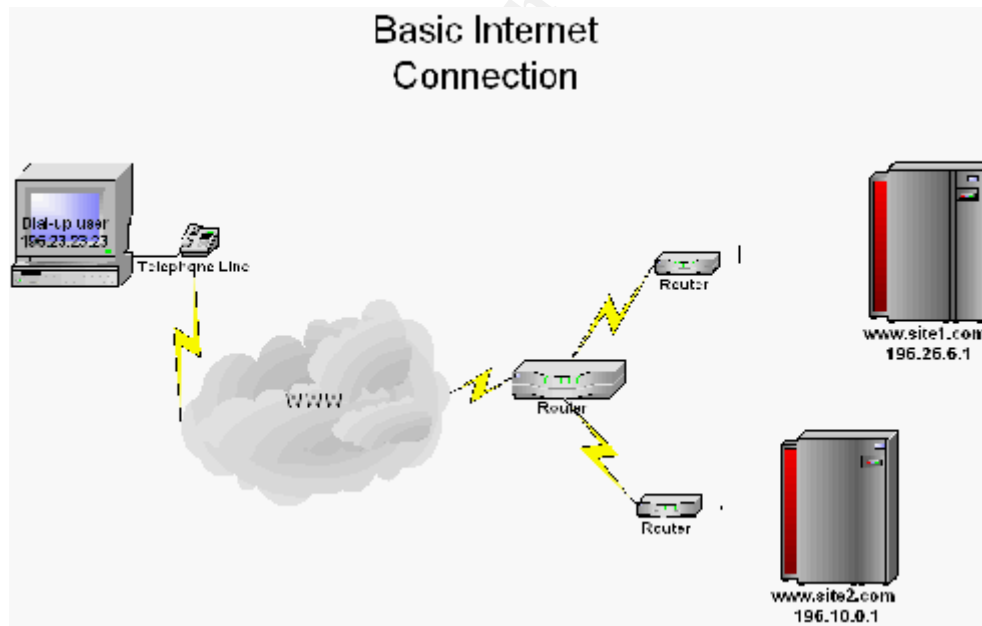 Basic Internet
Connection
Dial-up user
196.23.23.23
Telephone Line
Router
www.site1.com
196.26.6.1
WWW
Router
Router
www.site2.com
196.10.0.1